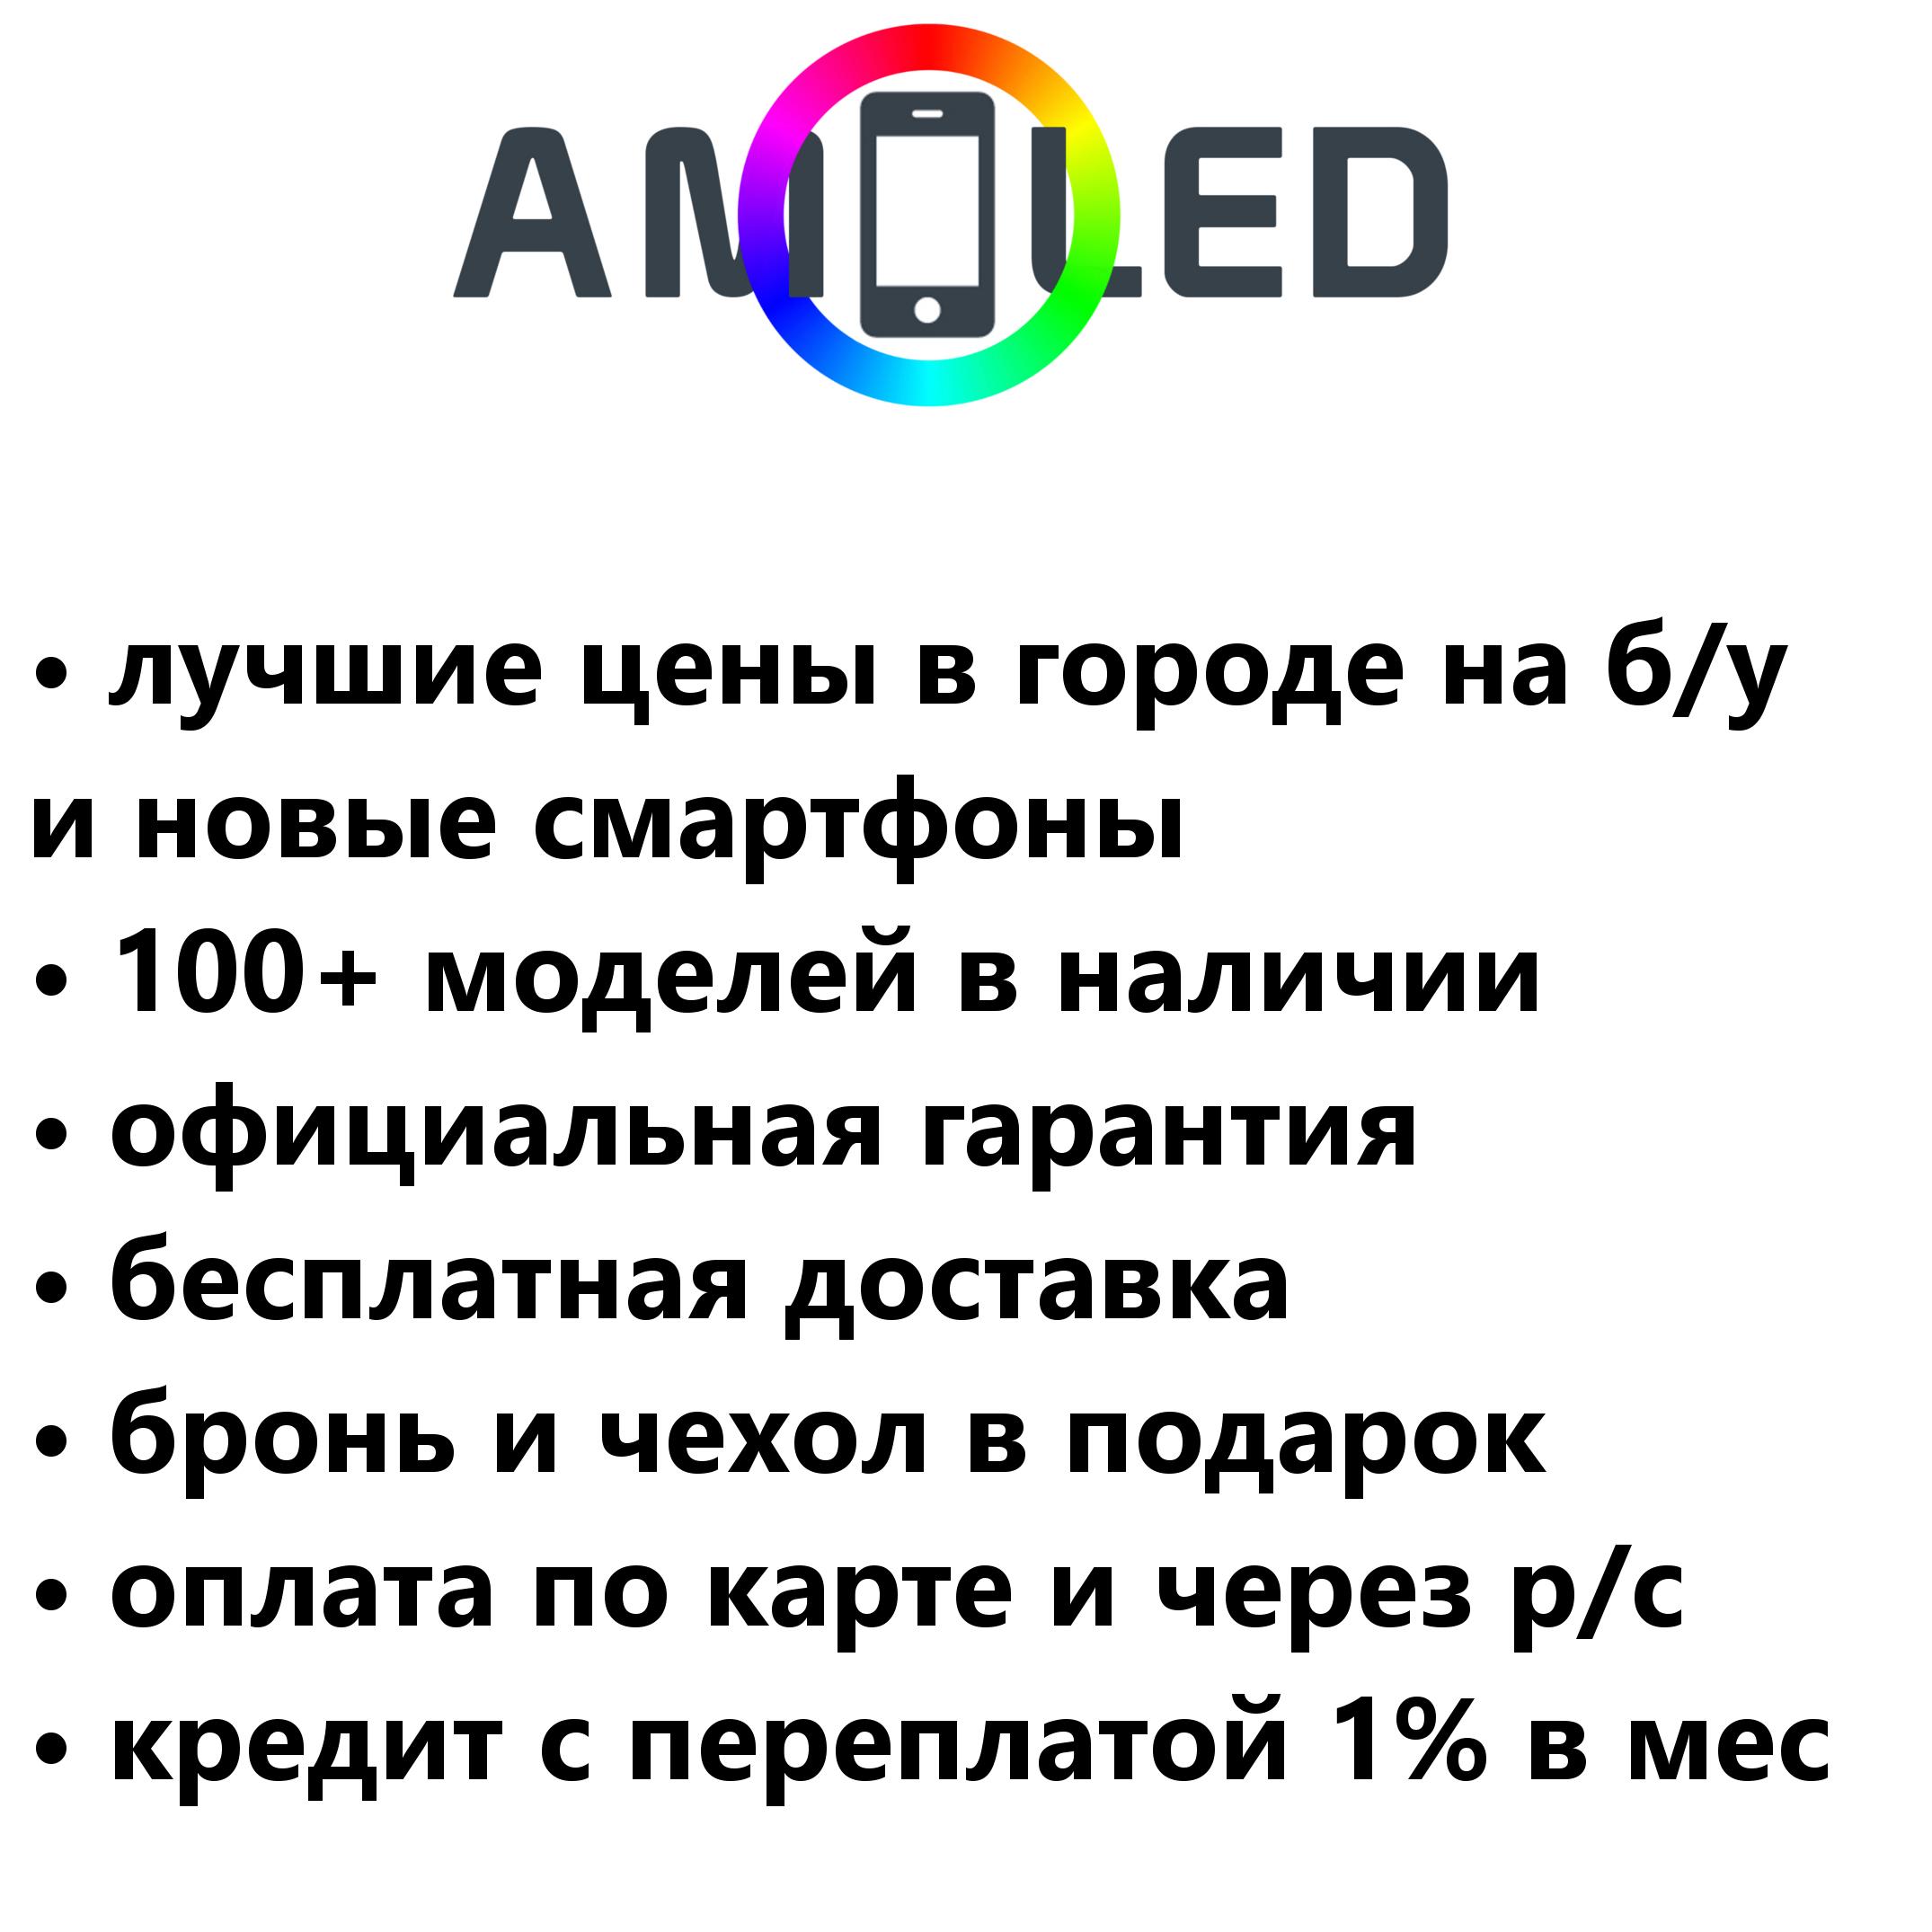 AMOLED
• лучшие цены в городе на б/у
и новые смартфоны
• 100+ моделей в наличии
• официальная гарантия
• бесплатная доставка
• бронь и чехол в подарок
• оплата по карте и через р/с
• кредит с переплатой 1% в мес